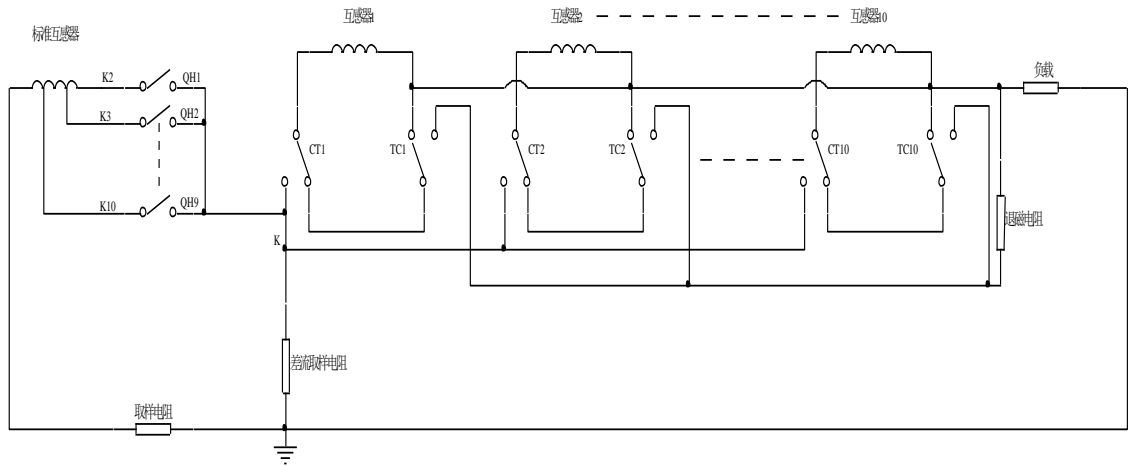 标准互感器
互感器1
互感器2
互感器10
K2
QH1
K3
QH2
K10
QH9
CT1
TC1
CT2
TC2
CT10
TC10
负载
退磁电阻
K
差流取样电阻
取样电阻